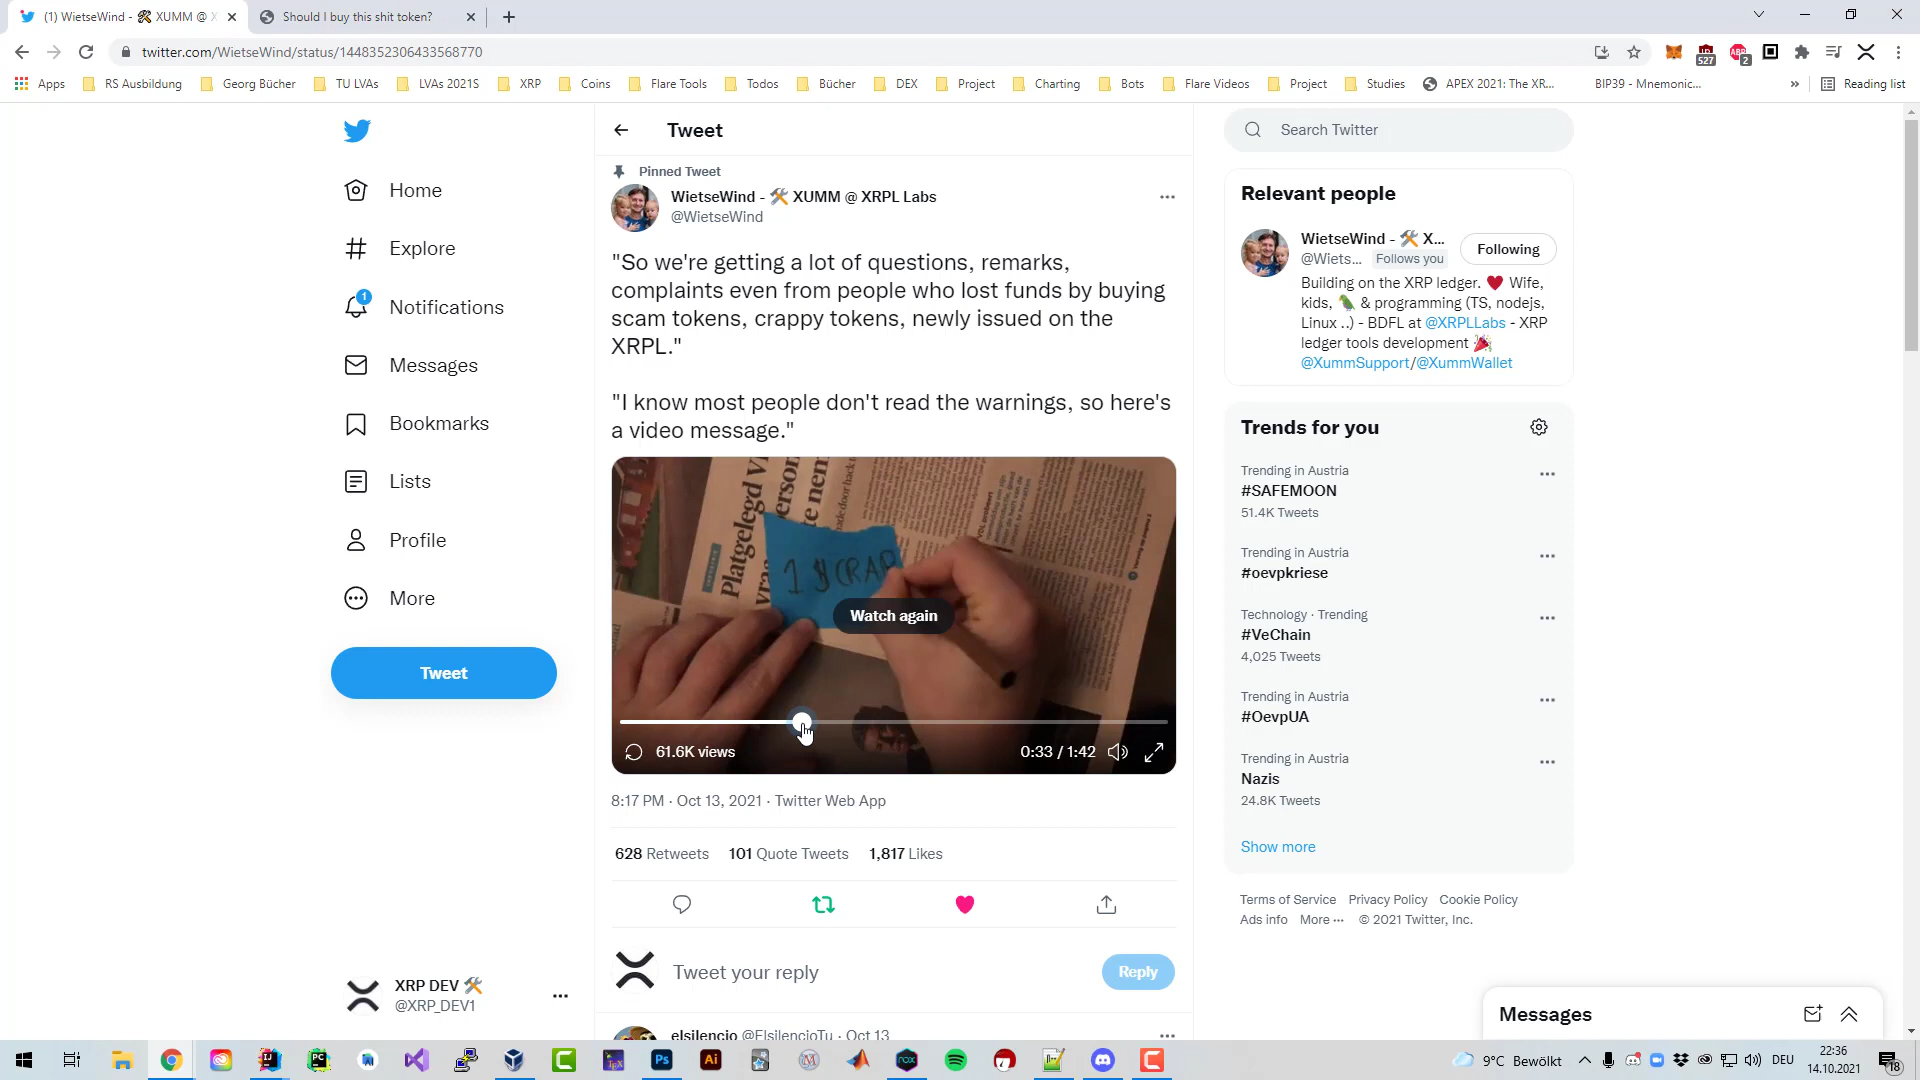 (1) WietseWind - 🛠 XUMM @ X
Should I buy this shit token?
twitter.com/WietseWind/status/1448352306433568770
527
2
Apps
RS Ausbildung
Georg Bücher
TU LVAs
LVAs 2021S
XRP
Coins
Flare Tools
Todos
Bücher
DEX
Project
Charting
Bots
Flare Videos
Project
Studies
APEX 2021: The XR...
BIP39 - Mnemonic...
»
Reading list
Home
Explore
1
Notifications
Messages
Bookmarks
Lists
Profile
More
Tweet
XRP DEV 🛠
@XRP_DEV1
Tweet
Pinned Tweet
WietseWind - 🛠 XUMM @ XRPL Labs
@WietseWind
"So we're getting a lot of questions, remarks,
complaints even from people who lost funds by buying
scam tokens, crappy tokens, newly issued on the
XRPL."
"I know most people don't read the warnings, so here's
a video message."
Platgelegd
1 $CRAP
Watch again
61.6K views
0:33 / 1:42
8:17 PM · Oct 13, 2021 · Twitter Web App
628 Retweets 101 Quote Tweets 1,817 Likes
Tweet your reply
Reply
elsilencio @ElsilencioTu · Oct 13
Search Twitter
Relevant people
WietseWind - 🛠 X...
@Wiets... Follows you
Following
Building on the XRP ledger. ❤️ Wife,
kids, 🦜 & programming (TS, nodejs,
Linux ..) - BDFL at @XRPLLabs - XRP
ledger tools development 🎉
@XummSupport/@XummWallet
Trends for you
Trending in Austria
#SAFEMOON
51.4K Tweets
Trending in Austria
#oevpkriese
Technology · Trending
#VeChain
4,025 Tweets
Trending in Austria
#OevpUA
Trending in Austria
Nazis
24.8K Tweets
Show more
Terms of Service Privacy Policy Cookie Policy
Ads info More ··· © 2021 Twitter, Inc.
Messages
9°C Bewölkt
DEU
22:36
14.10.2021
18